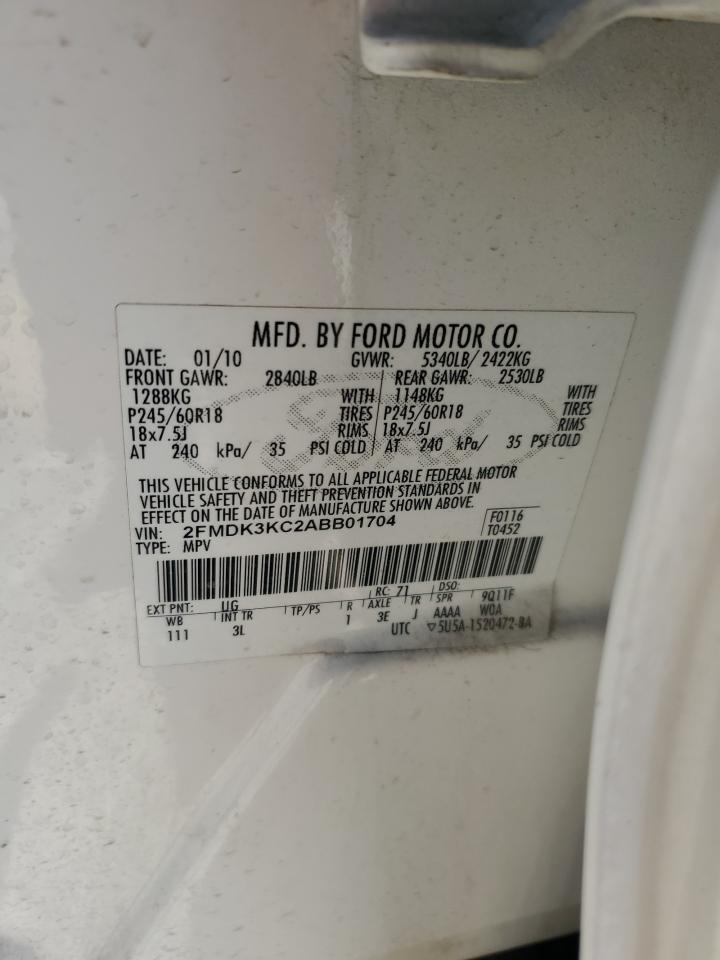 MFD. BY FORD MOTOR CO.
DATE: 01/10 GVWR: 5340LB/ 2422KG
FRONT GAWR: 2840LB REAR GAWR: 2530LB
1288KG WITH 1148KG WITH
P245/60R18 TIRES P245/60R18 TIRES
18x7.5J RIMS 18x7.5J RIMS
AT 240 kPa/ 35 PSI COLD AT 240 kPa/ 35 PSI COLD
THIS VEHICLE CONFORMS TO ALL APPLICABLE FEDERAL MOTOR
VEHICLE SAFETY AND THEFT PREVENTION STANDARDS IN
EFFECT ON THE DATE OF MANUFACTURE SHOWN ABOVE.
VIN: 2FMDK3KC2ABB01704 F0116
TYPE: MPV T0452
EXT PNT: UG RC: 71 DSO:
WB INT TR TP/PS R AXLE TR SPR 9Q11F
111 3L 1 3E J AAAA W0A
UTC ▽5U5A-1520472-BA